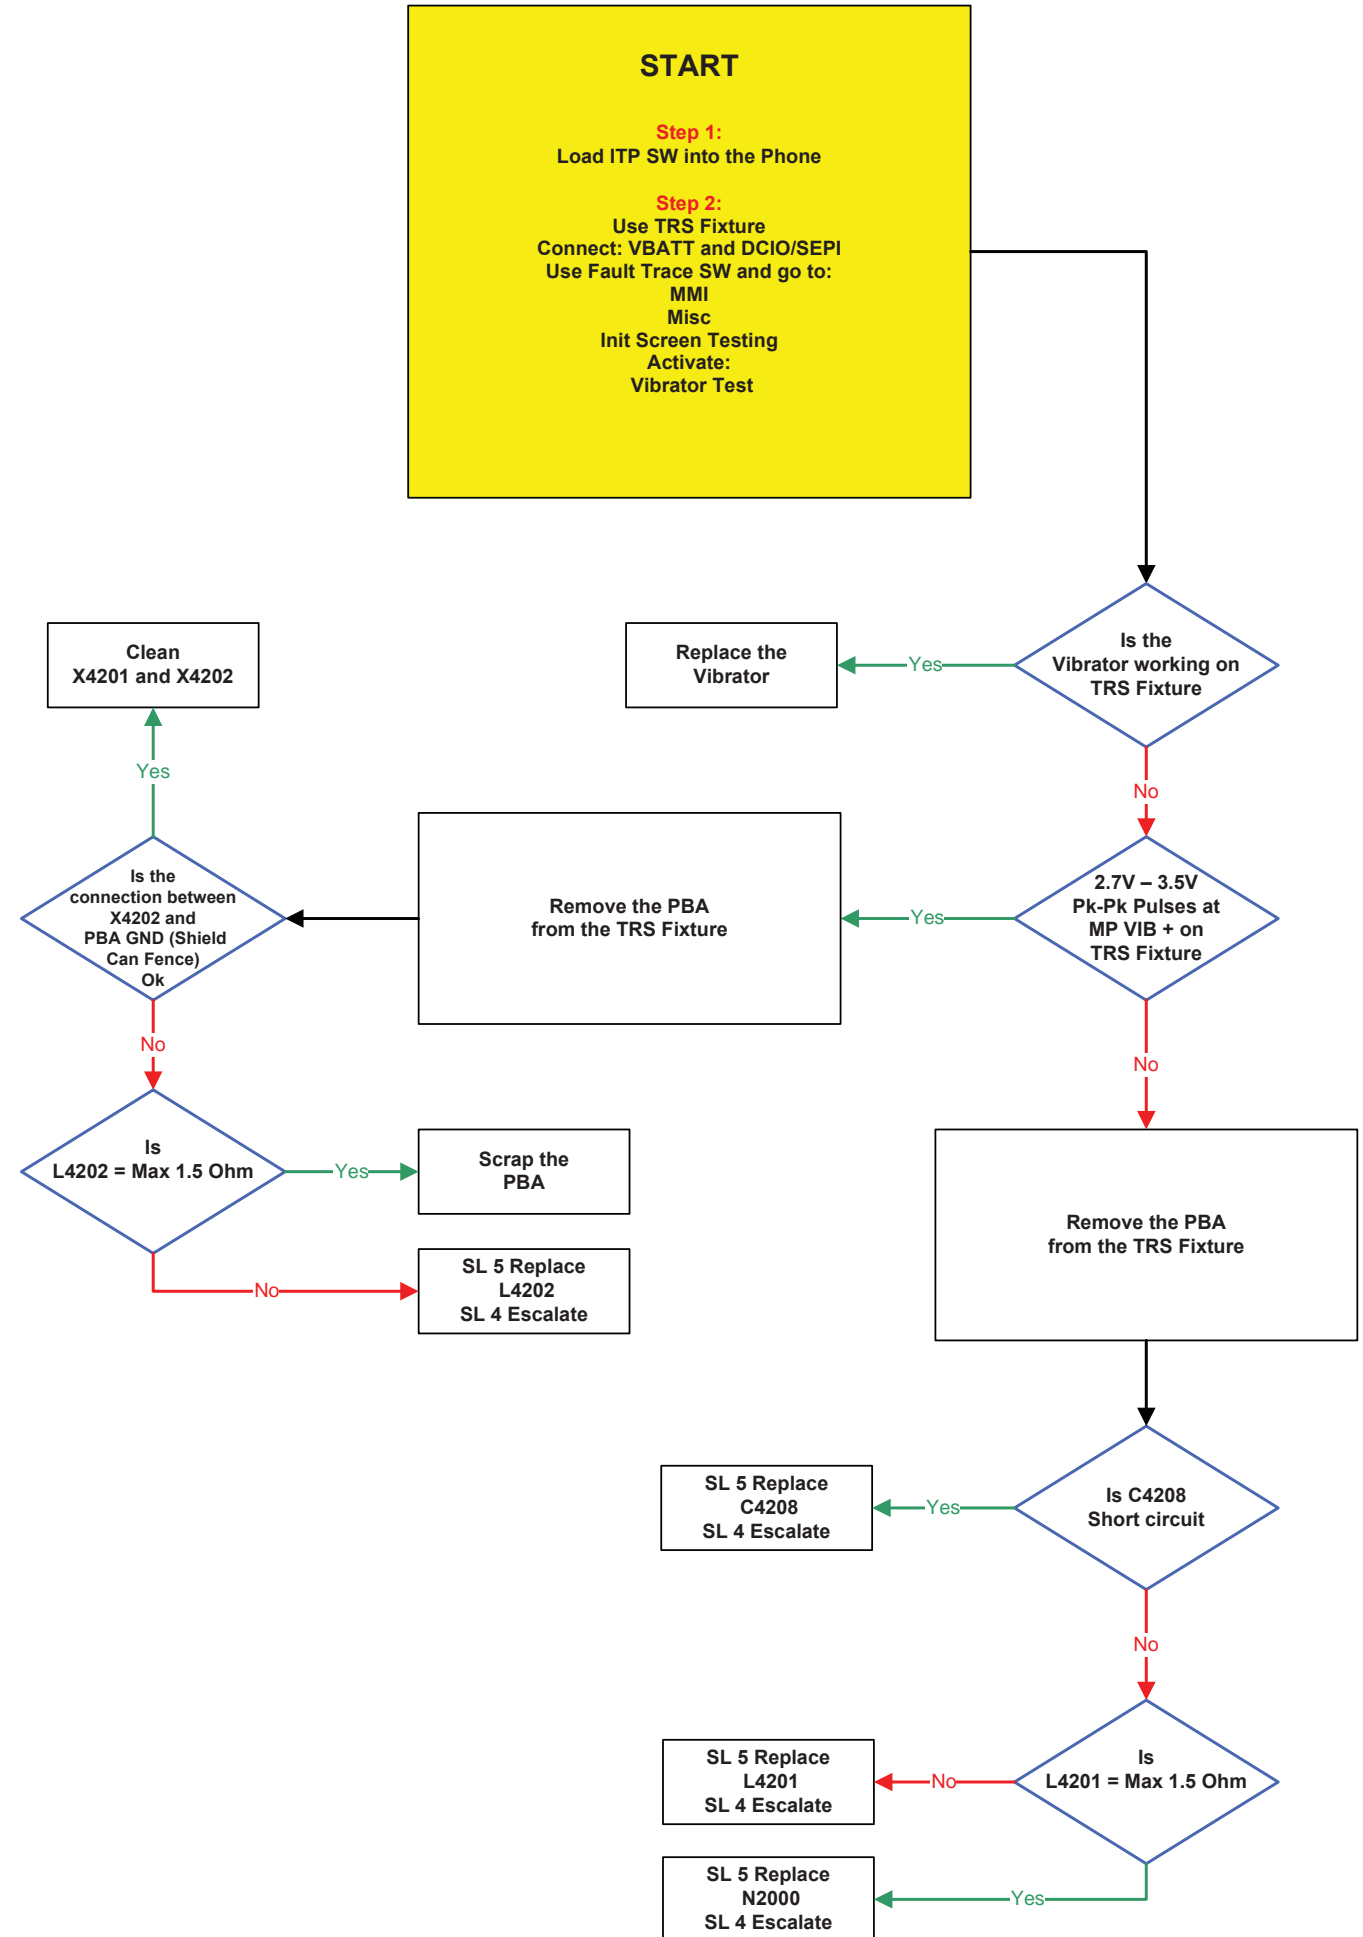 START
Step 1:
Load ITP SW into the Phone
Step 2:
Use TRS Fixture
Connect: VBATT and DCIO/SEPI
Use Fault Trace SW and go to:
MMI
Misc
Init Screen Testing
Activate:
Vibrator Test
Is the
Vibrator working on
TRS Fixture
Yes
Replace the
Vibrator
No
2.7V – 3.5V
Pk-Pk Pulses at
MP VIB + on
TRS Fixture
Yes
Remove the PBA
from the TRS Fixture
Is the
connection between
X4202 and
PBA GND (Shield
Can Fence)
Ok
Yes
Clean
X4201 and X4202
No
Is
L4202 = Max 1.5 Ohm
Yes
Scrap the
PBA
No
SL 5 Replace
L4202
SL 4 Escalate
No
Remove the PBA
from the TRS Fixture
Is C4208
Short circuit
Yes
SL 5 Replace
C4208
SL 4 Escalate
No
Is
L4201 = Max 1.5 Ohm
No
SL 5 Replace
L4201
SL 4 Escalate
Yes
SL 5 Replace
N2000
SL 4 Escalate